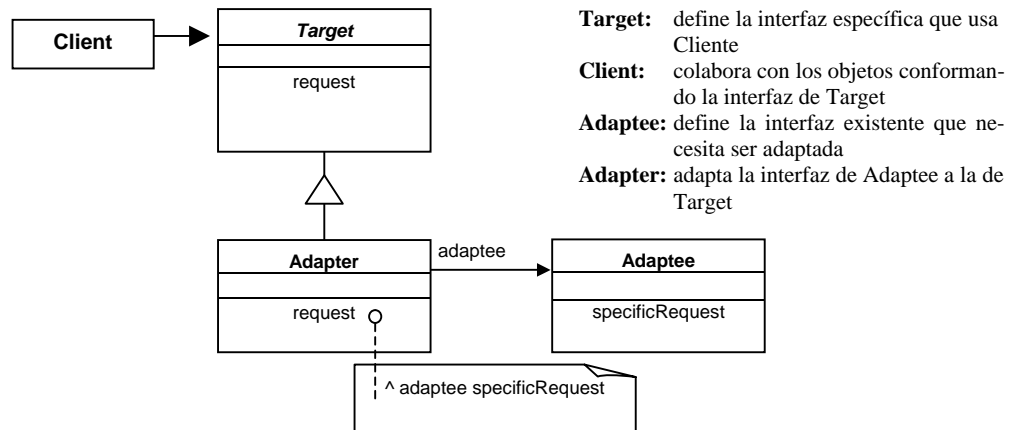 Client
Target
request
Adapter
request
adaptee
Adaptee
specificRequest
^ adaptee specificRequest
Target: define la interfaz específica que usa
Cliente
Client: colabora con los objetos conforman-
do la interfaz de Target
Adaptee: define la interfaz existente que ne-
cesita ser adaptada
Adapter: adapta la interfaz de Adaptee a la de
Target